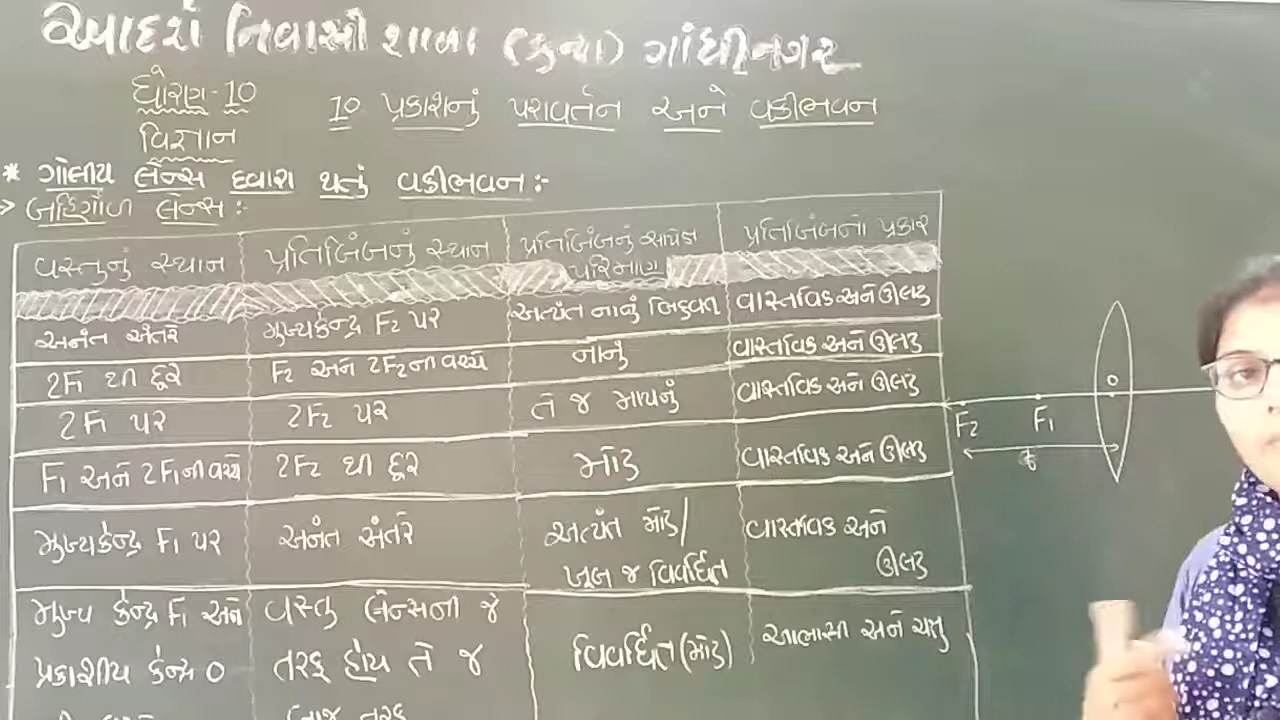 આદર્શ નિવાસી શાળા (કન્યા) ગાંધીનગર
ધોરણ-10
10 પ્રકાશનું પરાવર્તન અને વક્રીભવન
વિજ્ઞાન
* ગોલીય લેન્સ દ્વારા થતું વક્રીભવન:-
> બહિર્ગોળ લેન્સ:-
વસ્તુનું સ્થાન પ્રતિબિંબનું સ્થાન પ્રતિબિંબનું સાપેક્ષ પરિમાણ પ્રતિબિંબનો પ્રકાર
અનંત અંતરે મુખ્યકેન્દ્ર F2 પર અત્યંત નાનું બિંદુવત વાસ્તવિક અને ઊલટું
2F1 થી દૂર F2 અને 2F2ની વચ્ચે નાનું વાસ્તવિક અને ઊલટું
2F1 પર 2F2 પર તે જ માપનું વાસ્તવિક અને ઊલટું
F1 અને 2F1ની વચ્ચે 2F2 થી દૂર મોટું વાસ્તવિક અને ઊલટું
મુખ્યકેન્દ્ર F1 પર અનંત અંતરે અત્યંત મોટું/ ખૂબ જ વિવર્ધિત વાસ્તવિક અને ઊલટું
મુખ્ય કેન્દ્ર F1 અને વસ્તુ લેન્સની જે
પ્રકાશીય કેન્દ્ર O તરફ હોય તે જ વિવર્ધિત (મોટું) આભાસી અને ચત્તું
F2 F1 O
f